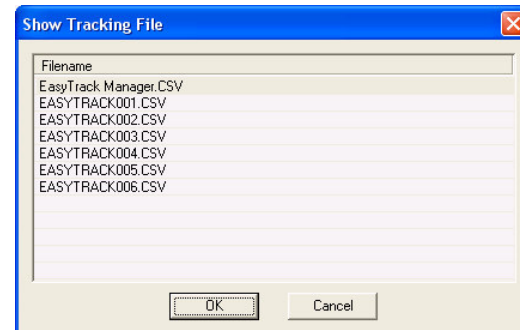 Show Tracking File
Filename
EasyTrack Manager.CSV
EASYTRACK001.CSV
EASYTRACK002.CSV
EASYTRACK003.CSV
EASYTRACK004.CSV
EASYTRACK005.CSV
EASYTRACK006.CSV
OK Cancel